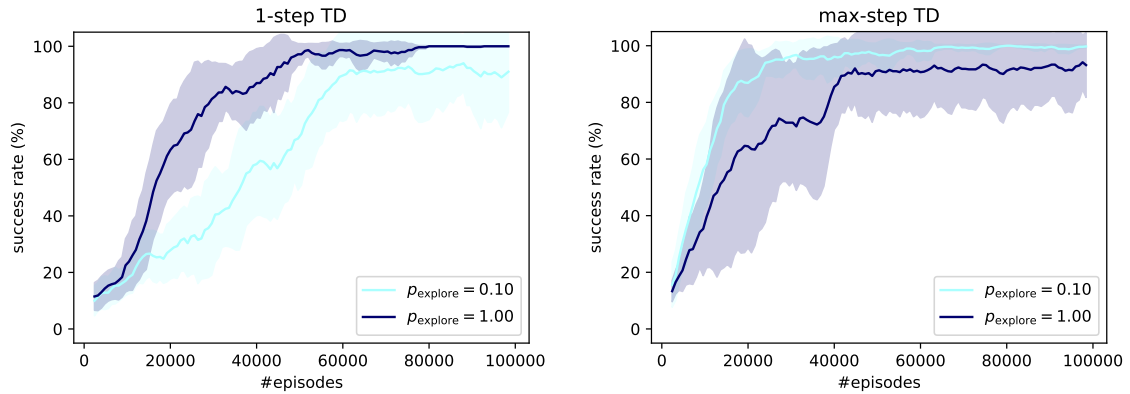 1-step TD
success rate (%)
100
80
60
40
20
0
0 20000 40000 60000 80000 100000
#episodes
p_explore = 0.10
p_explore = 1.00
max-step TD
success rate (%)
100
80
60
40
20
0
0 20000 40000 60000 80000 100000
#episodes
p_explore = 0.10
p_explore = 1.00